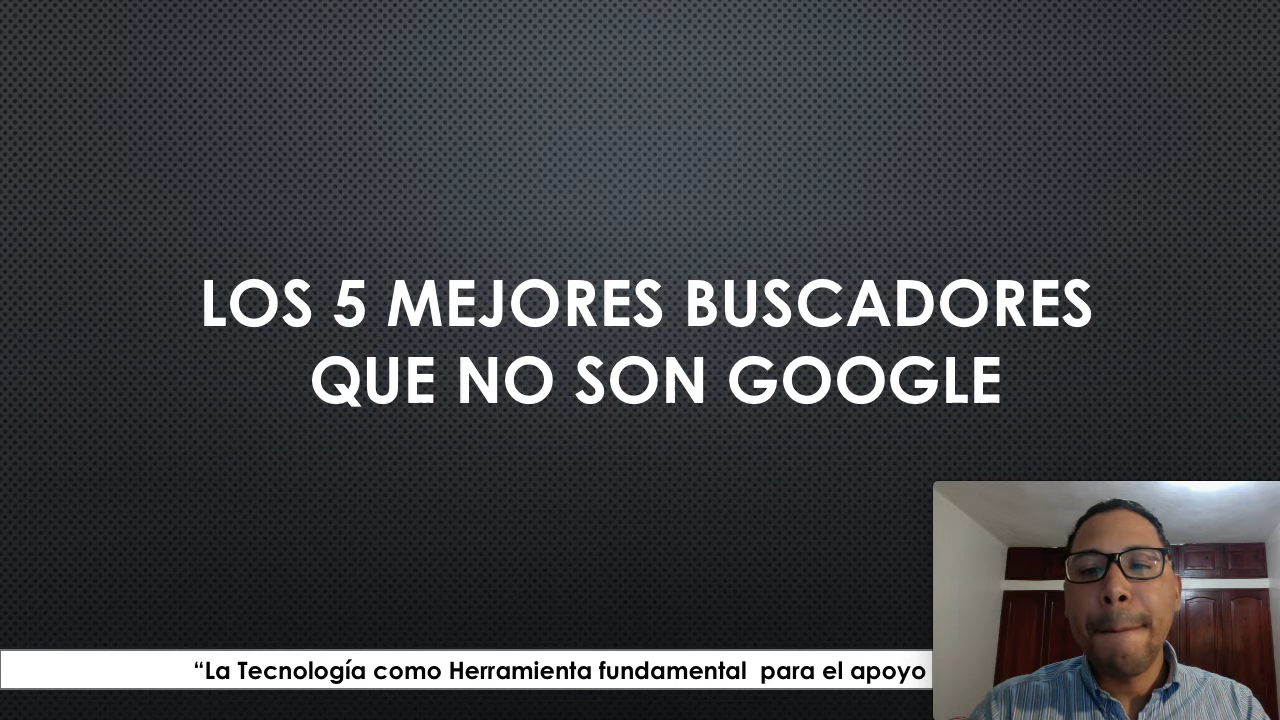 LOS 5 MEJORES BUSCADORES
QUE NO SON GOOGLE
“La Tecnología como Herramienta fundamental para el apoyo